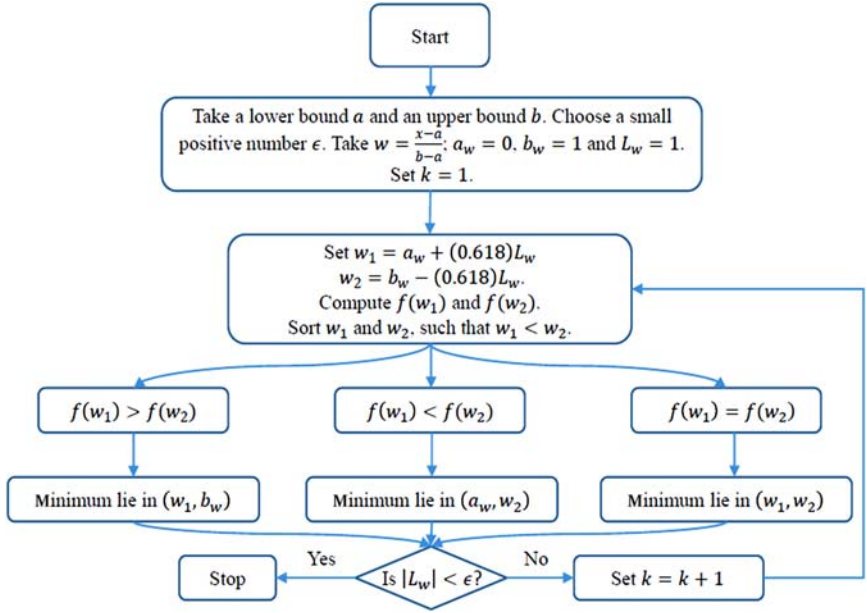 Start
Take a lower bound 𝑎 and an upper bound 𝑏. Choose a small
positive number 𝜖. Take 𝑤 = (𝑥−𝑎)/(𝑏−𝑎); 𝑎_𝑤 = 0, 𝑏_𝑤 = 1 and 𝐿_𝑤 = 1.
Set 𝑘 = 1.
Set 𝑤₁ = 𝑎_𝑤 + (0.618)𝐿_𝑤
𝑤₂ = 𝑏_𝑤 − (0.618)𝐿_𝑤.
Compute 𝑓(𝑤₁) and 𝑓(𝑤₂).
Sort 𝑤₁ and 𝑤₂, such that 𝑤₁ < 𝑤₂.
𝑓(𝑤₁) > 𝑓(𝑤₂)
𝑓(𝑤₁) < 𝑓(𝑤₂)
𝑓(𝑤₁) = 𝑓(𝑤₂)
Minimum lie in (𝑤₁, 𝑏_𝑤)
Minimum lie in (𝑎_𝑤, 𝑤₂)
Minimum lie in (𝑤₁, 𝑤₂)
Stop
Yes
Is |𝐿_𝑤| < 𝜖?
No
Set 𝑘 = 𝑘 + 1